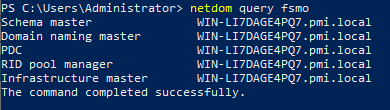 PS C:\Users\Administrator> netdom query fsmo
Schema master WIN-LI7DAGE4PQ7.pmi.local
Domain naming master WIN-LI7DAGE4PQ7.pmi.local
PDC WIN-LI7DAGE4PQ7.pmi.local
RID pool manager WIN-LI7DAGE4PQ7.pmi.local
Infrastructure master WIN-LI7DAGE4PQ7.pmi.local
The command completed successfully.